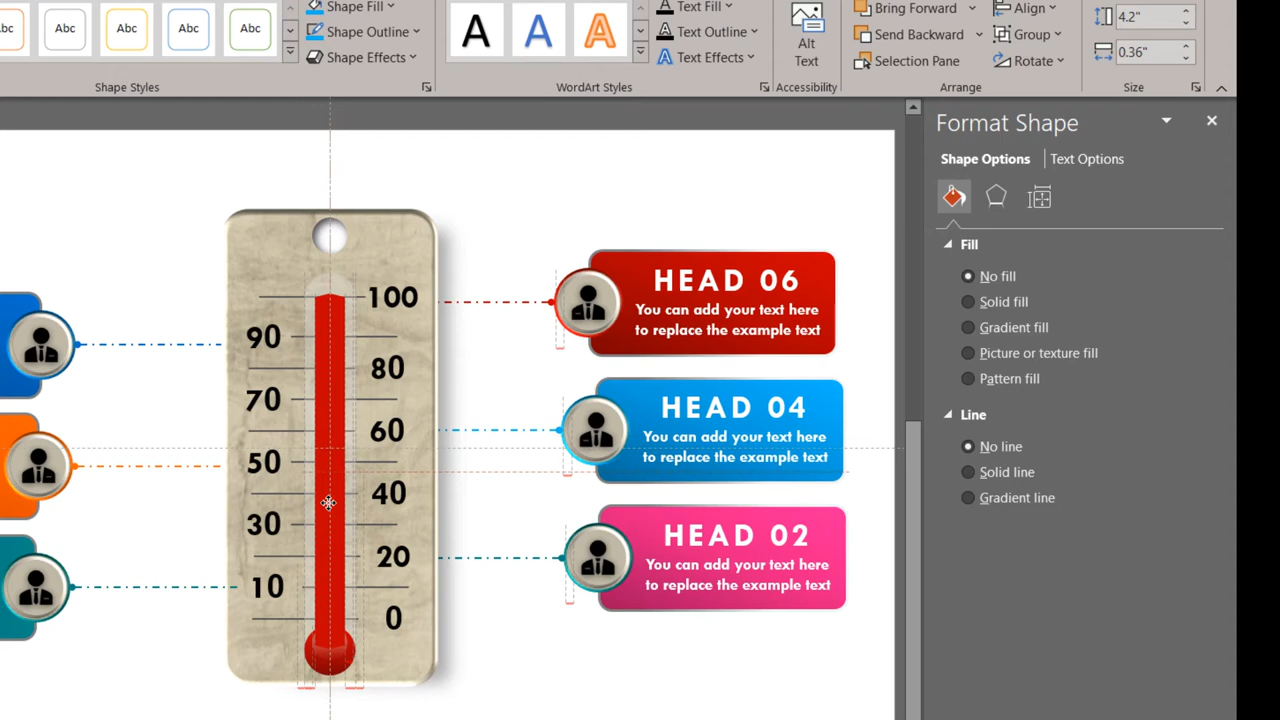 Abc
Abc
Abc
Abc
Shape Fill
Shape Outline
Shape Effects
Shape Styles
A
A
A
Text Fill
Text Outline
Text Effects
WordArt Styles
Alt
Text
Accessibility
Bring Forward
Send Backward
Selection Pane
Align
Group
Rotate
Arrange
4.2"
0.36"
Size
Format Shape
Shape Options
Text Options
Fill
No fill
Solid fill
Gradient fill
Picture or texture fill
Pattern fill
Line
No line
Solid line
Gradient line
100
90
80
70
60
50
40
30
20
10
0
HEAD 06
You can add your text here
to replace the example text
HEAD 04
You can add your text here
to replace the example text
HEAD 02
You can add your text here
to replace the example text